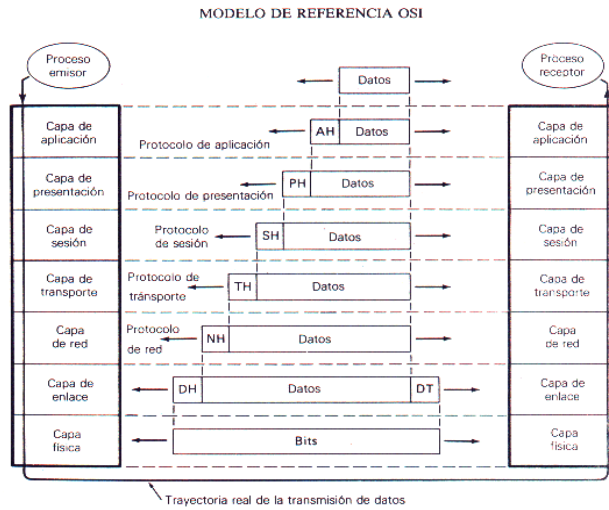 MODELO DE REFERENCIA OSI
Proceso
emisor
Proceso
receptor
Datos
Capa de
aplicación
Protocolo de aplicación
AH
Datos
Capa de
aplicación
Capa de
presentación
Protocolo de presentación
PH
Datos
Capa de
presentación
Capa de
sesión
Protocolo
de sesión
SH
Datos
Capa de
sesión
Capa de
transporte
Protocolo de
tránsporte
TH
Datos
Capa de
transporte
Capa
de red
Protocolo
de red
NH
Datos
Capa
de red
Capa de
enlace
DH
Datos
DT
Capa de
enlace
Capa
física
Bits
Capa
física
Trayectoria real de la transmisión de datos